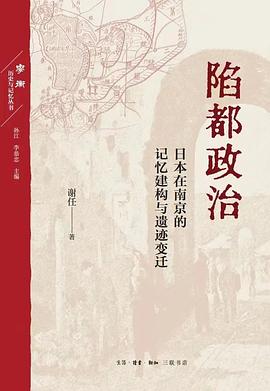 学衡
历史与记忆丛书
孙江 李恭忠 主编
陷都政治
日本在南京的
记忆建构与遗迹变迁
谢任——著
生活·读书·新知 三联书店